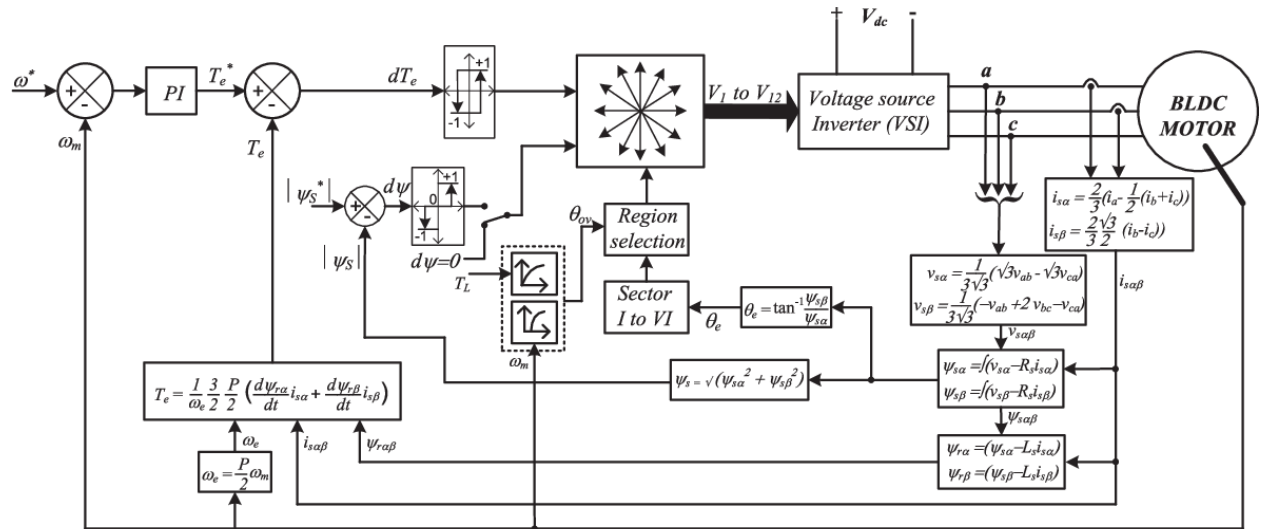 + V_dc -
ω* + - PI T_e* + - dT_e +1 -1
V_1 to V_12
Voltage source
Inverter (VSI)
a
b
c
BLDC
MOTOR
ω_m
T_e
|ψ_S*| + - dψ 0 +1 -1
|ψ_S|
dψ=0
T_L
θ_ov
Region
selection
i_sα = 2/3(i_a - 1/2(i_b+i_c))
i_sβ = 2/3 √3/2 (i_b-i_c))
v_sα = 1/3√3(√3v_ab - √3v_ca)
v_sβ = 1/3√3(-v_ab + 2 v_bc - v_ca)
i_sαβ
Sector
I to VI
θ_e
θ_e = tan^-1 ψ_sβ/ψ_sα
v_sαβ
ω_m
T_e = 1/ω_e 3/2 P/2 (dψ_rα/dt i_sα + dψ_rβ/dt i_sβ)
ψ_s = √(ψ_sα^2 + ψ_sβ^2)
ψ_sα = ∫(v_sα - R_s i_sα)
ψ_sβ = ∫(v_sβ - R_s i_sβ)
ψ_sαβ
ω_e
i_sαβ
ψ_rαβ
ψ_rα = (ψ_sα - L_s i_sα)
ψ_rβ = (ψ_sβ - L_s i_sβ)
ω_e = P/2 ω_m